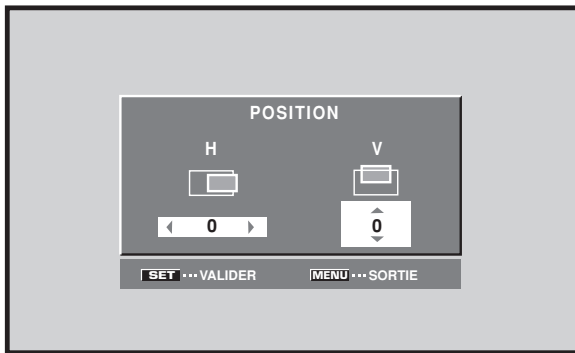 POSITION
H V
0 0
SET ··· VALIDER MENU ··· SORTIE